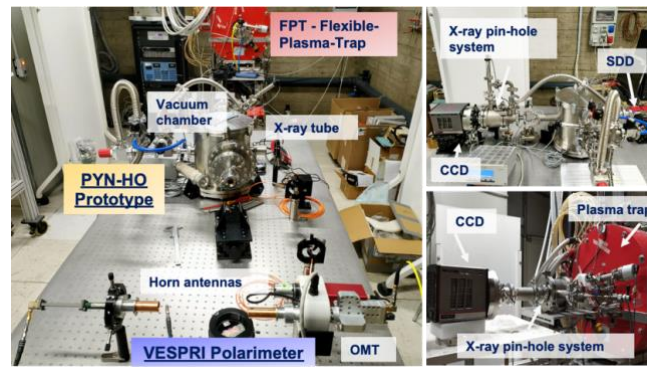 FPT - Flexible-
Plasma-Trap
Vacuum
chamber
X-ray tube
PYN-HO
Prototype
Horn antennas
VESPRI Polarimeter
OMT
X-ray pin-hole
system
SDD
CCD
CCD
Plasma trap
X-ray pin-hole system